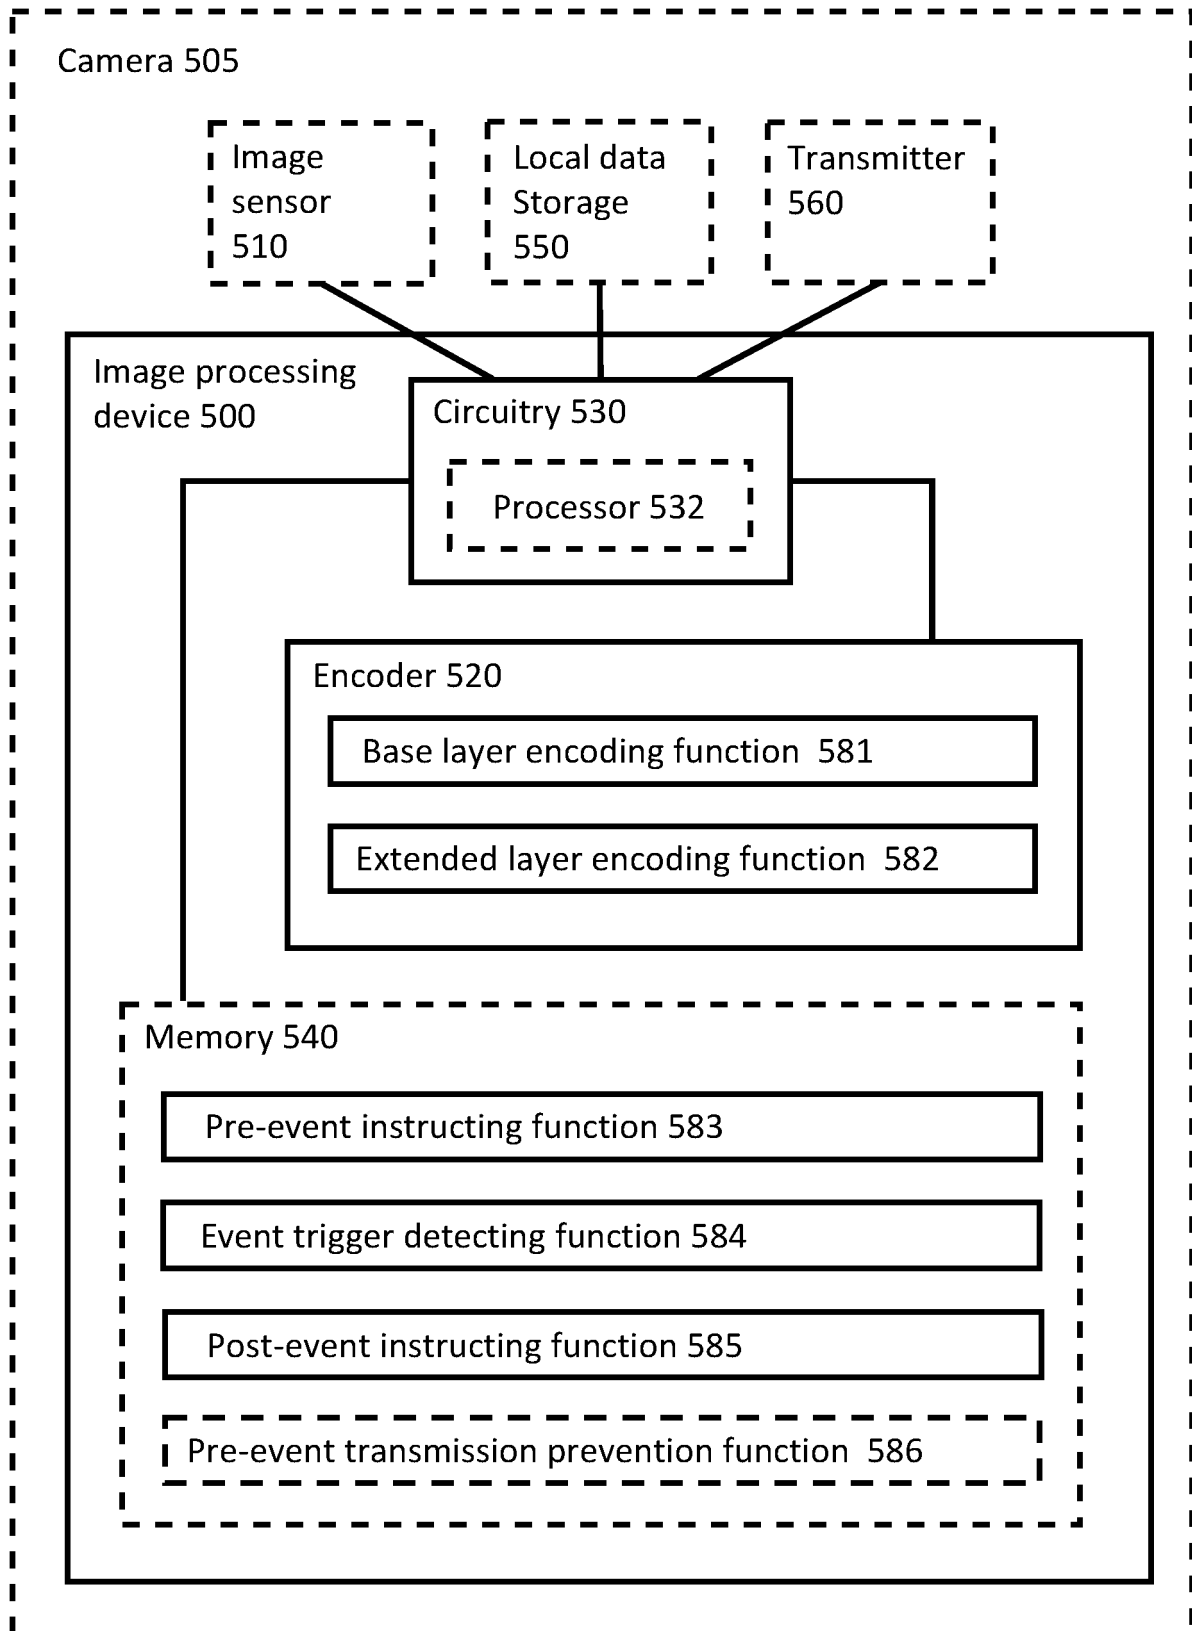 Camera 505
Image
sensor
510
Local data
Storage
550
Transmitter
560
Image processing
device 500
Circuitry 530
Processor 532
Encoder 520
Base layer encoding function  581
Extended layer encoding function  582
Memory 540
Pre-event instructing function 583
Event trigger detecting function 584
Post-event instructing function 585
Pre-event transmission prevention function  586